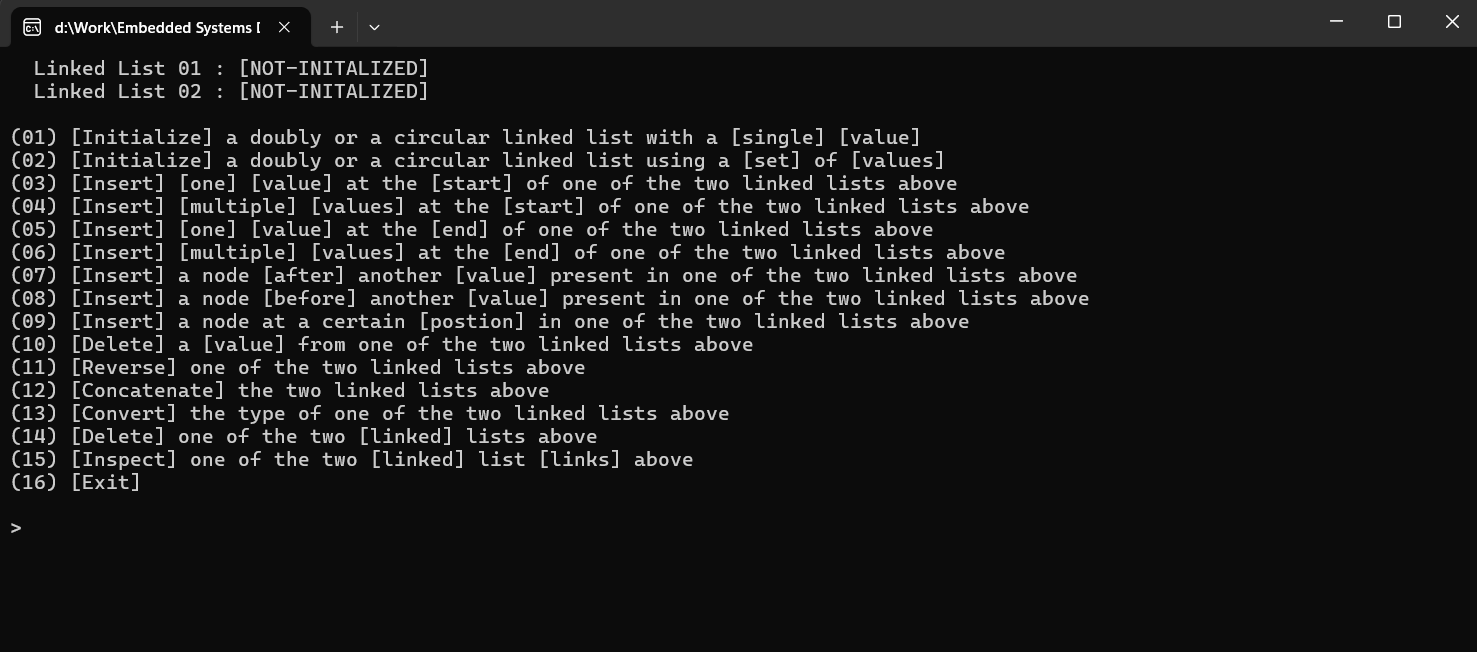 d:\Work\Embedded Systems
Linked List 01 : [NOT-INITALIZED]
Linked List 02 : [NOT-INITALIZED]
(01) [Initialize] a doubly or a circular linked list with a [single] [value]
(02) [Initialize] a doubly or a circular linked list using a [set] of [values]
(03) [Insert] [one] [value] at the [start] of one of the two linked lists above
(04) [Insert] [multiple] [values] at the [start] of one of the two linked lists above
(05) [Insert] [one] [value] at the [end] of one of the two linked lists above
(06) [Insert] [multiple] [values] at the [end] of one of the two linked lists above
(07) [Insert] a node [after] another [value] present in one of the two linked lists above
(08) [Insert] a node [before] another [value] present in one of the two linked lists above
(09) [Insert] a node at a certain [postion] in one of the two linked lists above
(10) [Delete] a [value] from one of the two linked lists above
(11) [Reverse] one of the two linked lists above
(12) [Concatenate] the two linked lists above
(13) [Convert] the type of one of the two linked lists above
(14) [Delete] one of the two [linked] lists above
(15) [Inspect] one of the two [linked] list [links] above
(16) [Exit]
>